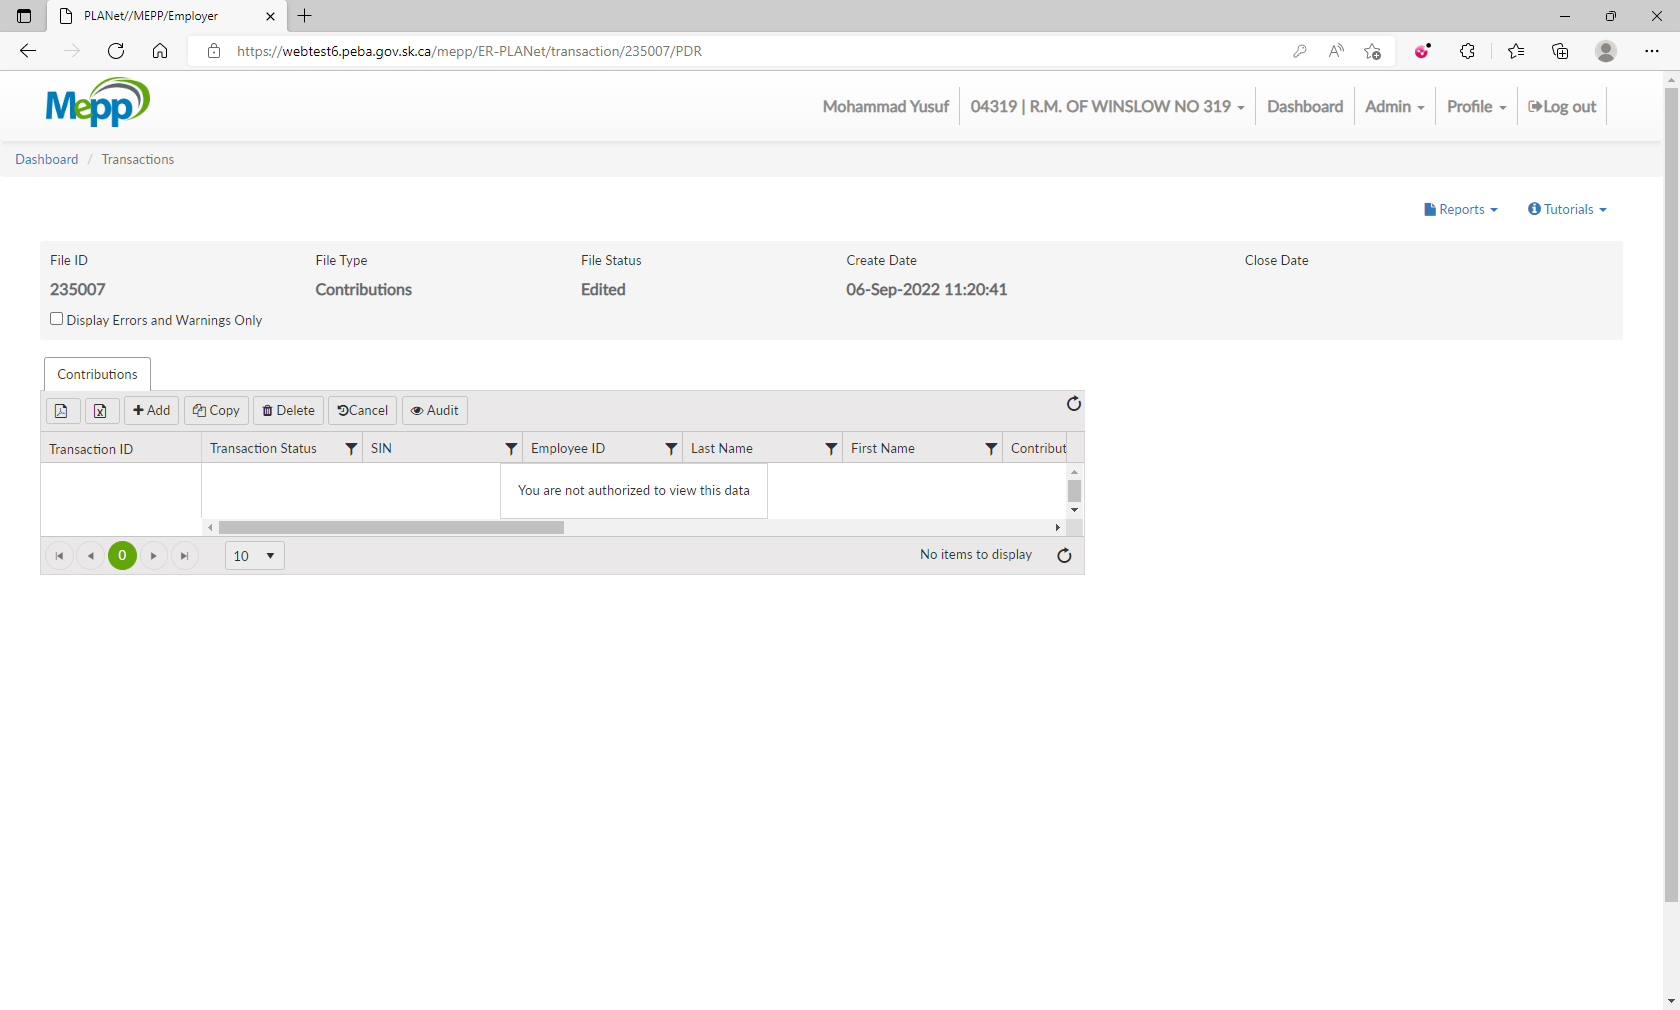 PLANet//MEPP/Employer
https://webtest6.peba.gov.sk.ca/mepp/ER-PLANet/transaction/235007/PDR
Mepp
Mohammad Yusuf
04319 | R.M. OF WINSLOW NO 319
Dashboard
Admin
Profile
Log out
Dashboard / Transactions
Reports
Tutorials
File ID
File Type
File Status
Create Date
Close Date
235007
Contributions
Edited
06-Sep-2022 11:20:41
Display Errors and Warnings Only
Contributions
Add
Copy
Delete
Cancel
Audit
Transaction ID
Transaction Status
SIN
Employee ID
Last Name
First Name
Contribut
You are not authorized to view this data
0
10
No items to display